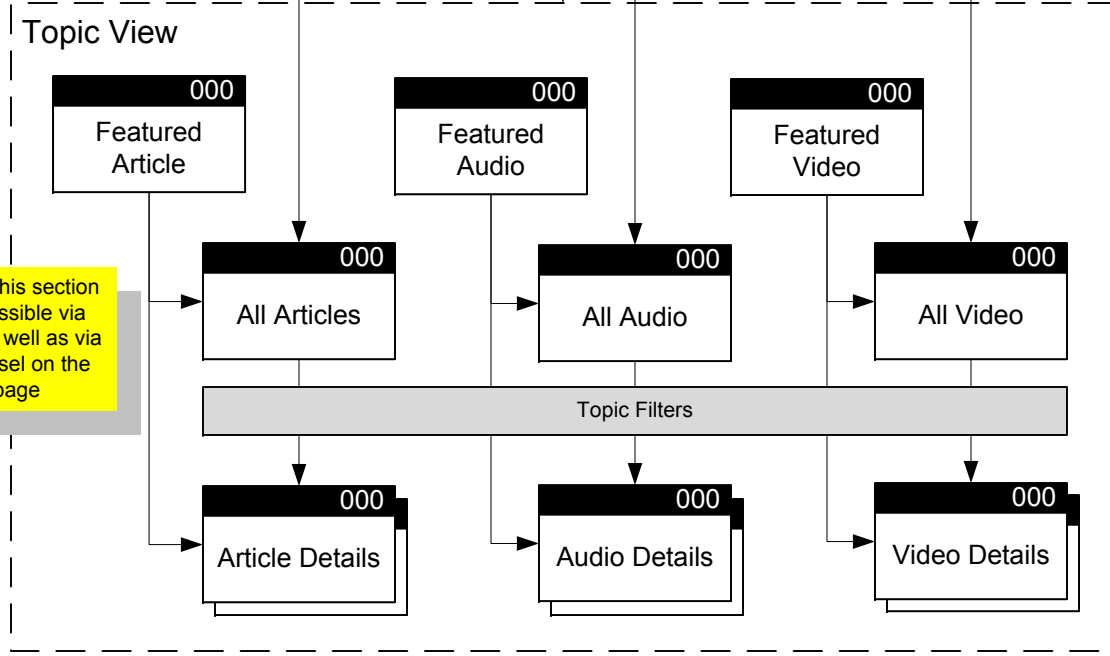 Topic View
000
Featured
Article
000
Featured
Audio
000
Featured
Video
000
All Articles
000
All Audio
000
All Video
his section
ssible via
well as via
sel on the
page
Topic Filters
000
Article Details
000
Audio Details
000
Video Details